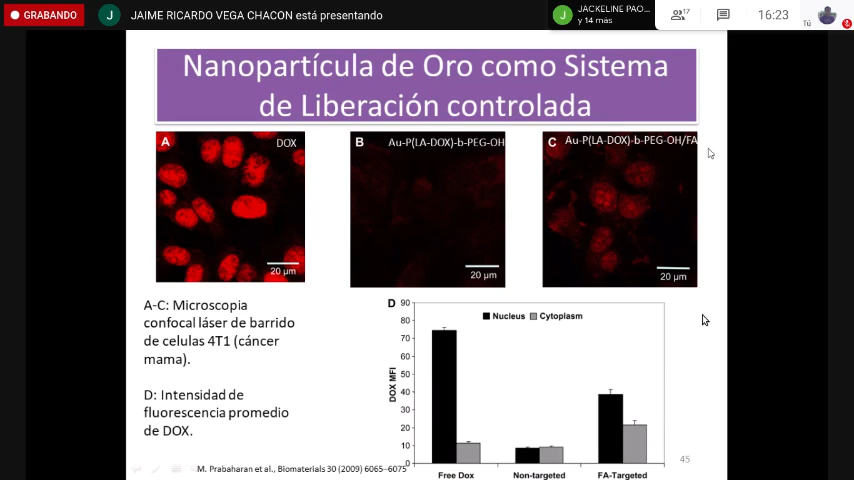 GRABANDO
J
JAIME RICARDO VEGA CHACON está presentando
J
JACKELINE PAO...
y 14 más
17
16:23
Tú
Nanopartícula de Oro como Sistema
de Liberación controlada
A
DOX
20 µm
B
Au-P(LA-DOX)-b-PEG-OH
20 µm
C
Au-P(LA-DOX)-b-PEG-OH/FA
20 µm
A-C: Microscopia
confocal láser de barrido
de celulas 4T1 (cáncer
mama).
D: Intensidad de
fluorescencia promedio
de DOX.
D
Nucleus
Cytoplasm
DOX MFI
90
80
70
60
50
40
30
20
10
0
Free Dox
Non-targeted
FA-Targeted
M. Prabaharan et al., Biomaterials 30 (2009) 6065–6075
45